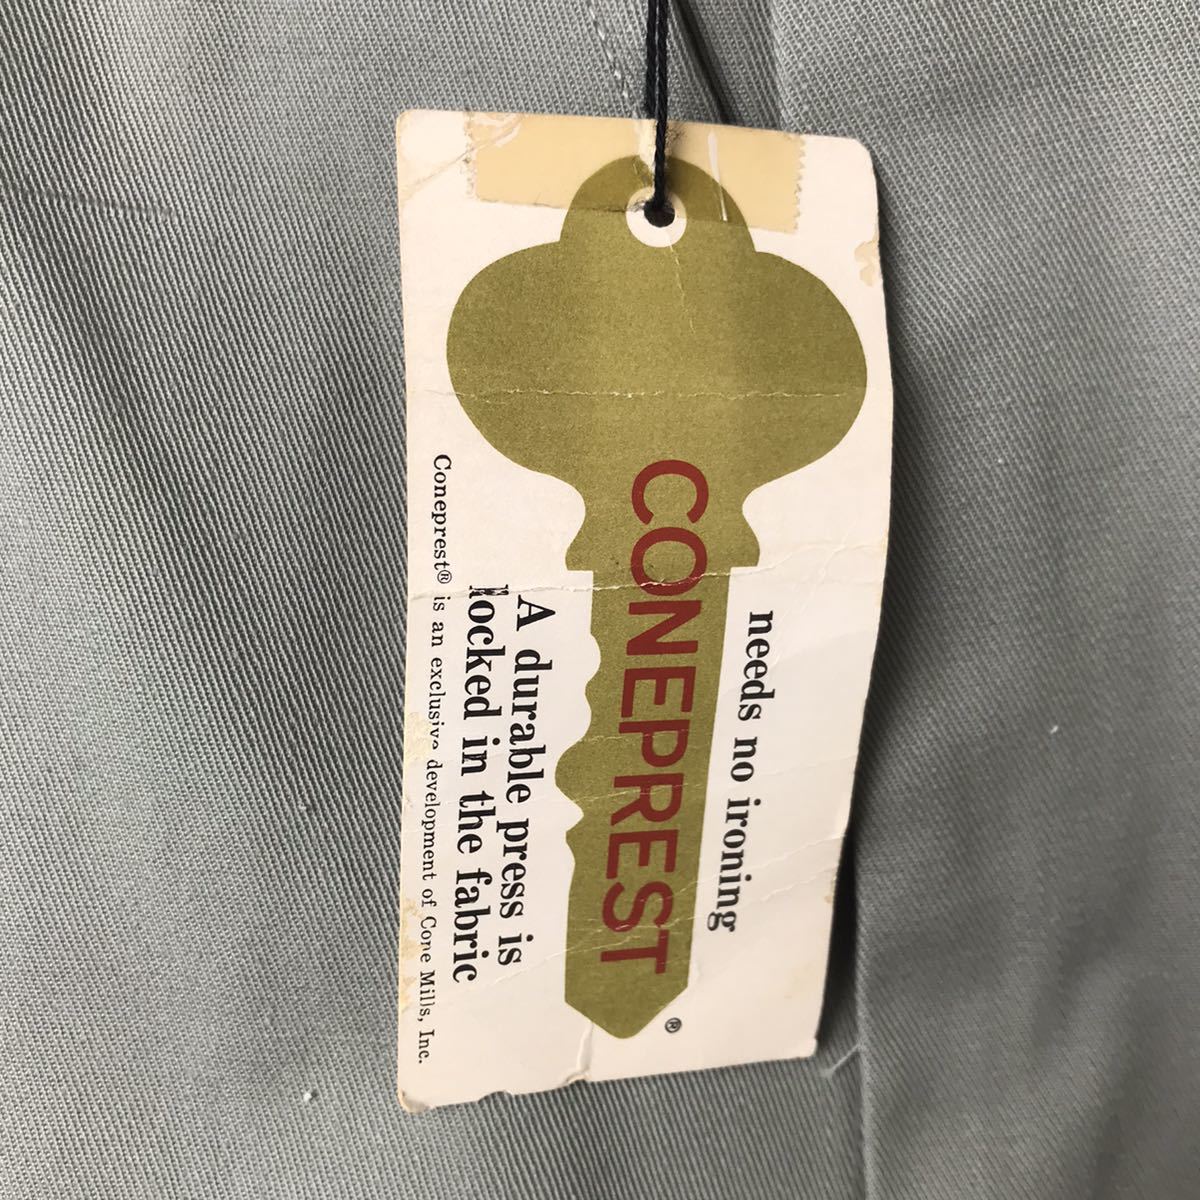 needs no ironing
CONEPREST®
A durable press is
locked in the fabric
Coneprest® is an exclusive development of Cone Mills, Inc.